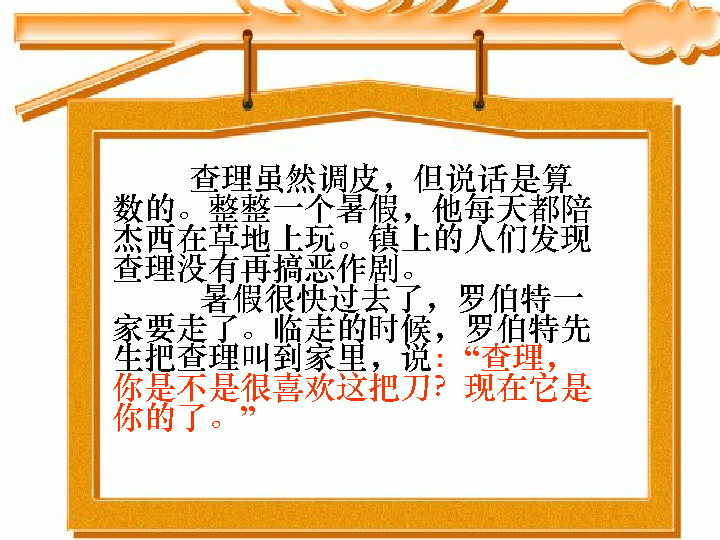 查理虽然调皮，但说话是算
数的。整整一个暑假，他每天都陪
杰西在草地上玩。镇上的人们发现
查理没有再搞恶作剧。
暑假很快过去了，罗伯特一
家要走了。临走的时候，罗伯特先
生把查理叫到家里，说：“查理，
你是不是很喜欢这把刀？现在它是
你的了。”